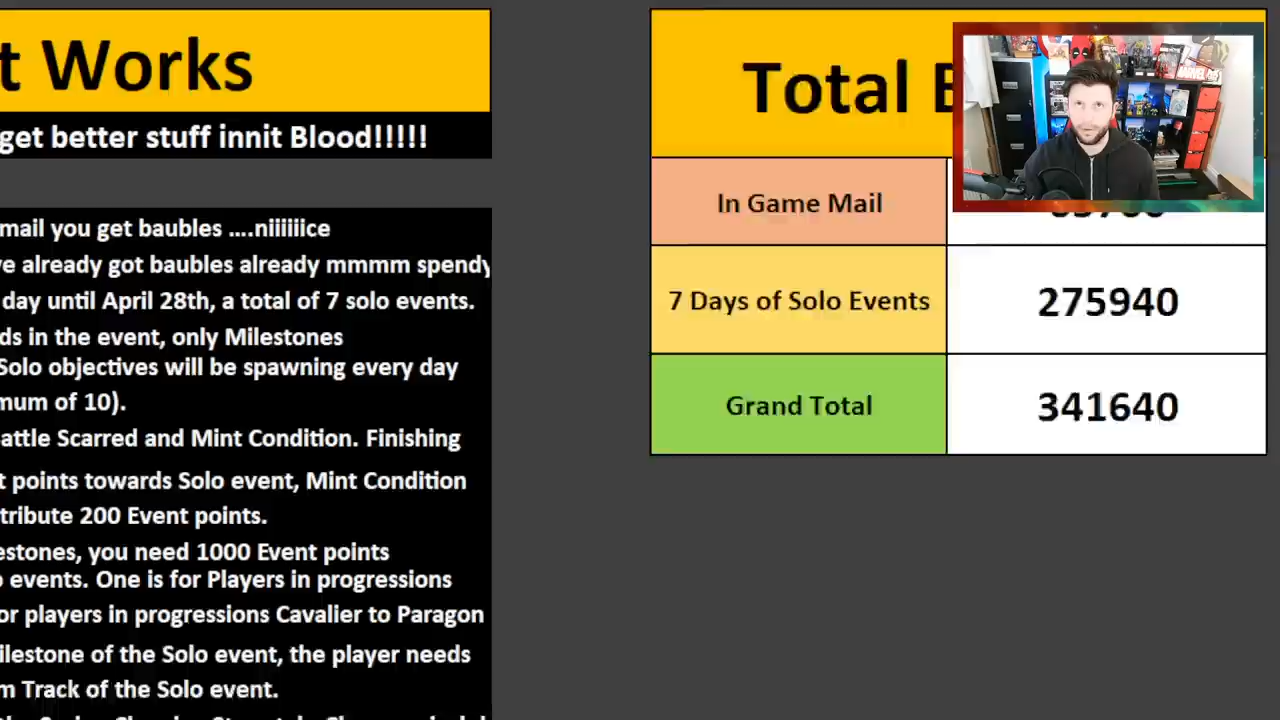 t Works
get better stuff innit Blood!!!!!
mail you get baubles ....niiiiiice
ve already got baubles already mmmm spendy
day until April 28th, a total of 7 solo events.
ds in the event, only Milestones
Solo objectives will be spawning every day
mum of 10).
attle Scarred and Mint Condition. Finishing
t points towards Solo event, Mint Condition
tribute 200 Event points.
estones, you need 1000 Event points
o events. One is for Players in progressions
or players in progressions Cavalier to Paragon
ilestone of the Solo event, the player needs
m Track of the Solo event.
Total
In Game Mail
7 Days of Solo Events 275940
Grand Total 341640